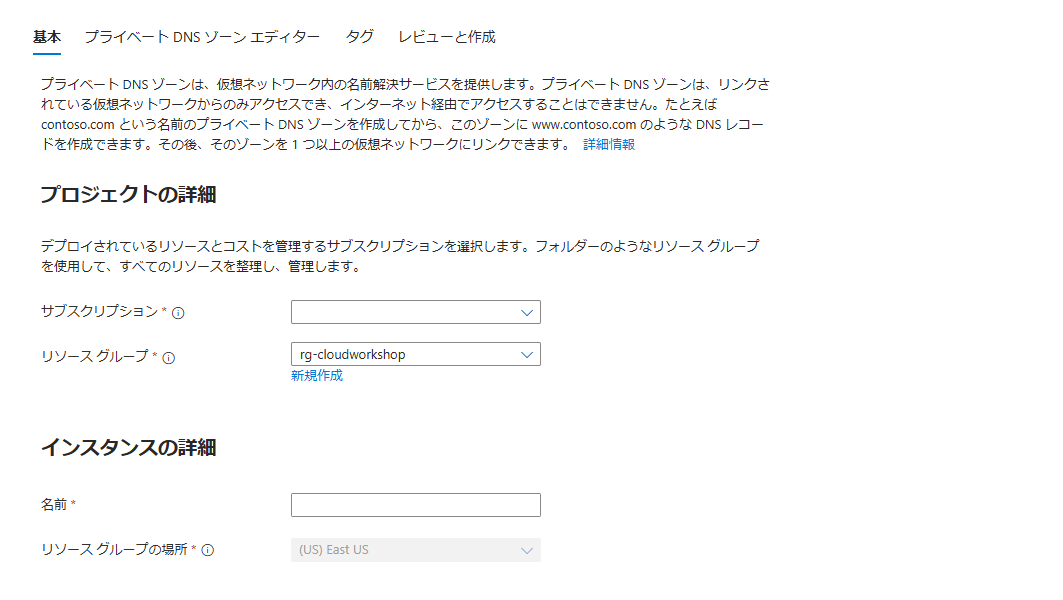 基本 プライベート DNS ゾーン エディター タグ レビューと作成
プライベート DNS ゾーンは、仮想ネットワーク内の名前解決サービスを提供します。プライベート DNS ゾーンは、リンクさ
れている仮想ネットワークからのみアクセスでき、インターネット経由でアクセスすることはできません。たとえば
contoso.com という名前のプライベート DNS ゾーンを作成してから、このゾーンに www.contoso.com のような DNS レコー
ドを作成できます。その後、そのゾーンを 1 つ以上の仮想ネットワークにリンクできます。 詳細情報
プロジェクトの詳細
デプロイされているリソースとコストを管理するサブスクリプションを選択します。フォルダーのようなリソース グループ
を使用して、すべてのリソースを整理し、管理します。
サブスクリプション *
リソース グループ * rg-cloudworkshop
新規作成
インスタンスの詳細
名前 *
リソース グループの場所 * (US) East US